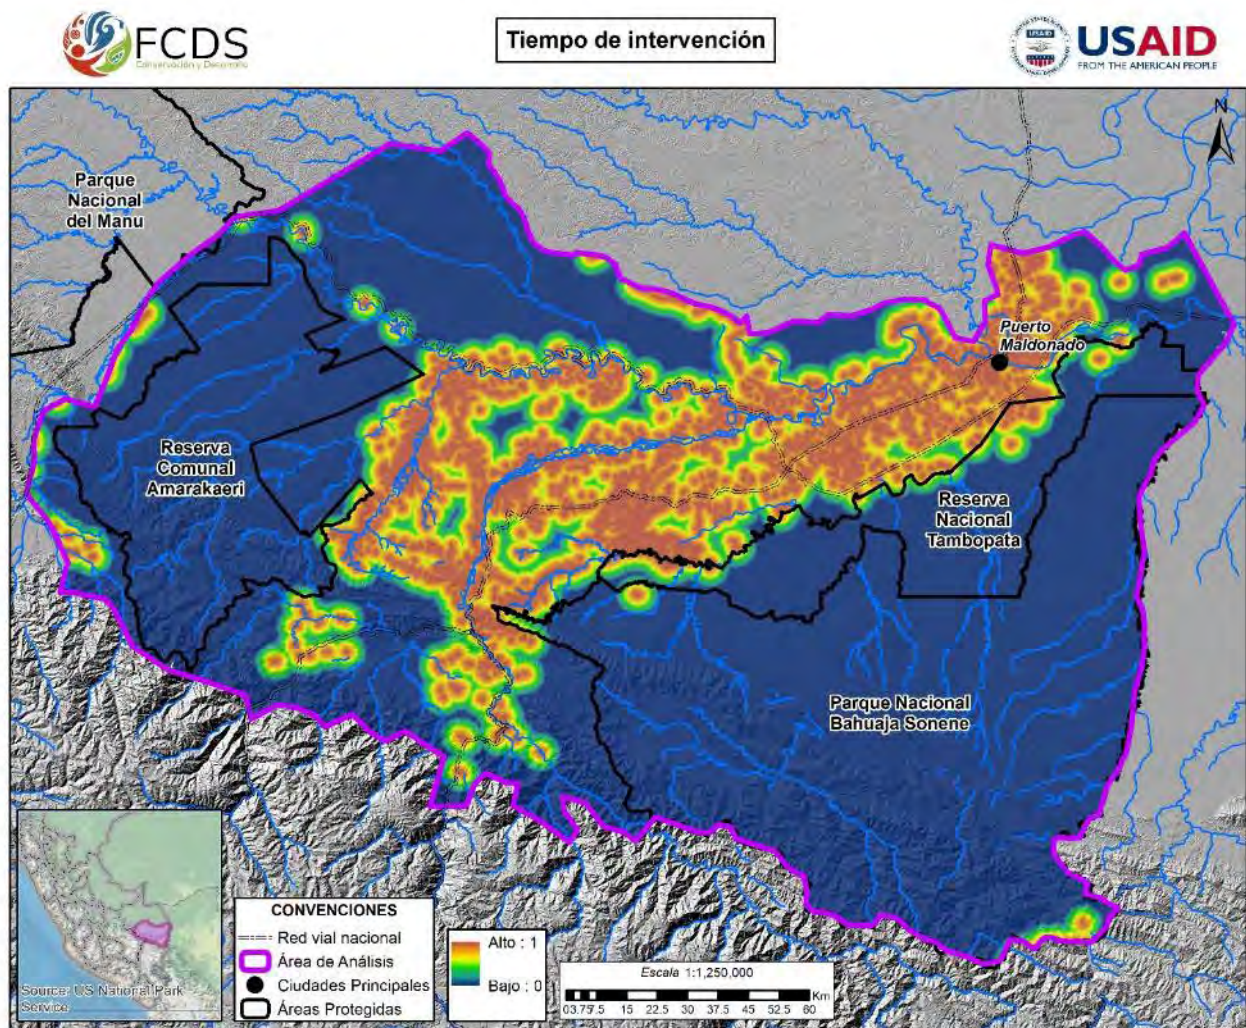 FCDS
Conservación y Desarrollo
Tiempo de intervención
USAID
FROM THE AMERICAN PEOPLE
N
Parque
Nacional
del Manu
Puerto
Maldonado
Reserva
Comunal
Amarakaeri
Reserva
Nacional
Tambopata
Parque Nacional
Bahuaja Sonene
CONVENCIONES
Red vial nacional
Área de Análisis
Ciudades Principales
Áreas Protegidas
Alto : 1
Bajo : 0
Escala 1:1,250,000
Km
03.757.5 15 22.5 30 37.5 45 52.5 60
Source: US National Park
Service